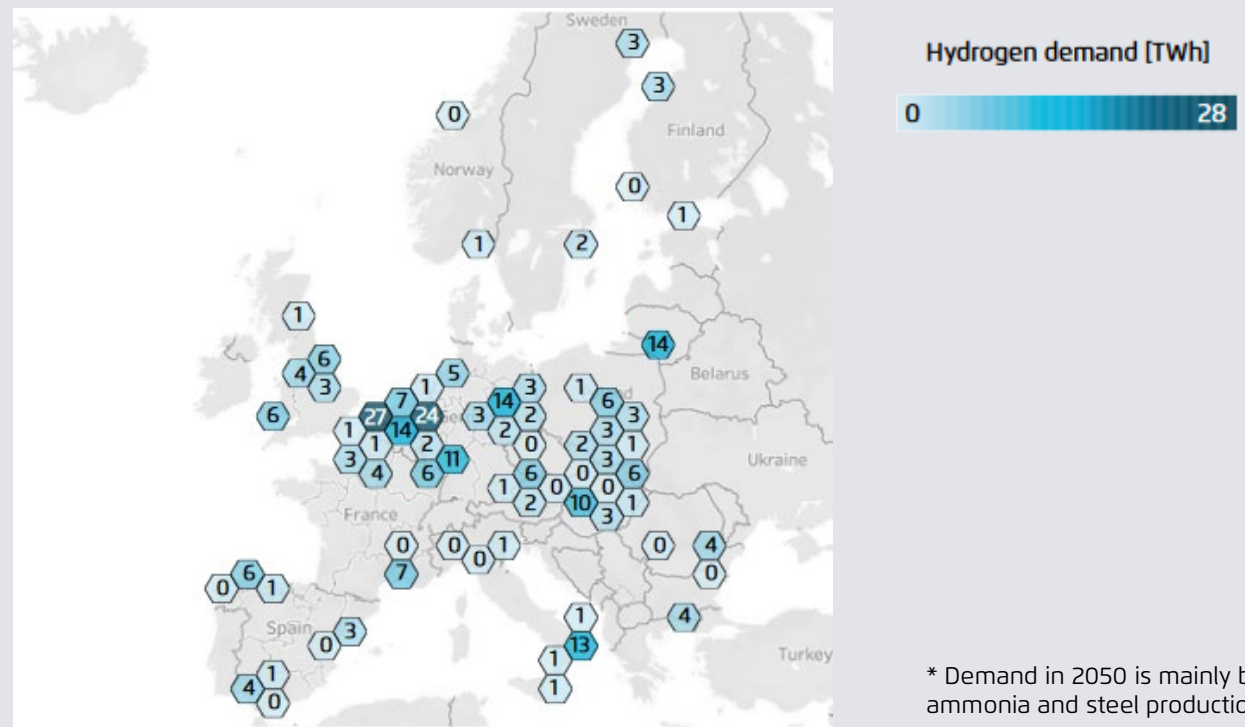 Sweden
3
Hydrogen demand [TWh]
3
0 28
0
Finland
Norway
0
1
1 2
1
14
6
Belarus
4 3
5
1 3 1
7 14 6
6 27 24 3 2 3
1 14 2 3
1 2 0 2 1
3 11 3 Ukraine
4 6 6 0 6
1 0 0
2 10 1
France 3
0 0 1 0 4
0
6 7 0
0 1
1 4
Spain 3
0 13 Turkey
1
1
4 1
0
* Demand in 2050 is mainly b
ammonia and steel productio